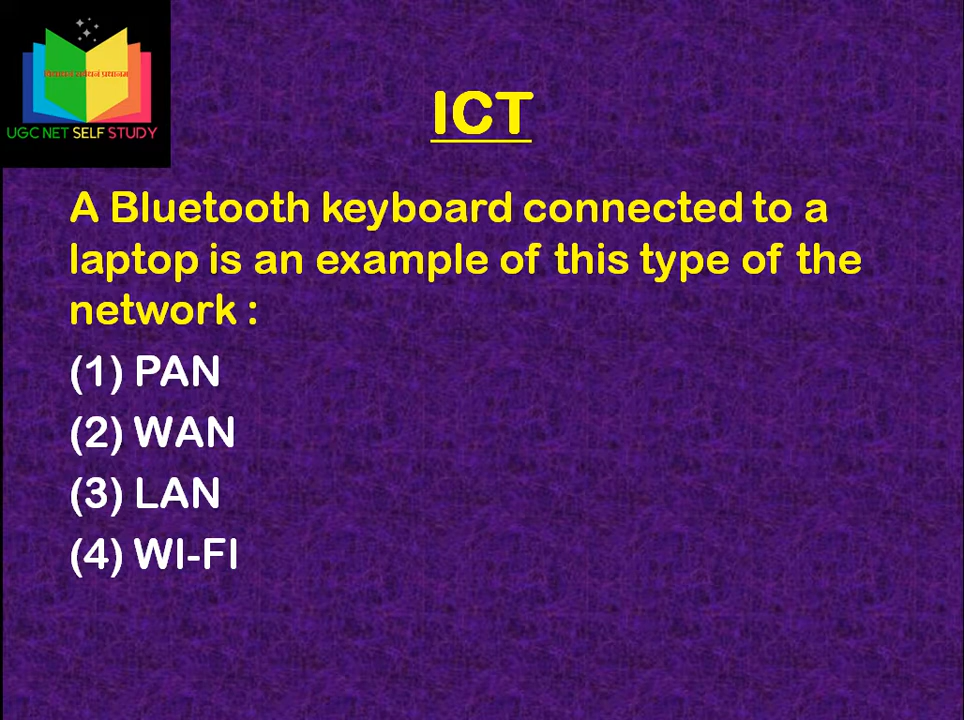 UGC NET SELF STUDY
ICT
A Bluetooth keyboard connected to a
laptop is an example of this type of the
network :
(1) PAN
(2) WAN
(3) LAN
(4) WI-FI